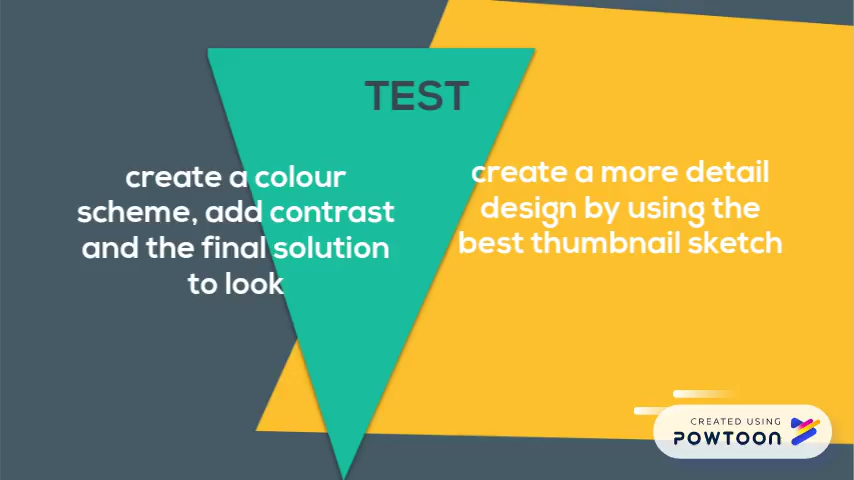 TEST
create a colour
scheme, add contrast
and the final solution
to look
create a more detail
design by using the
best thumbnail sketch
CREATED USING
POWTOON